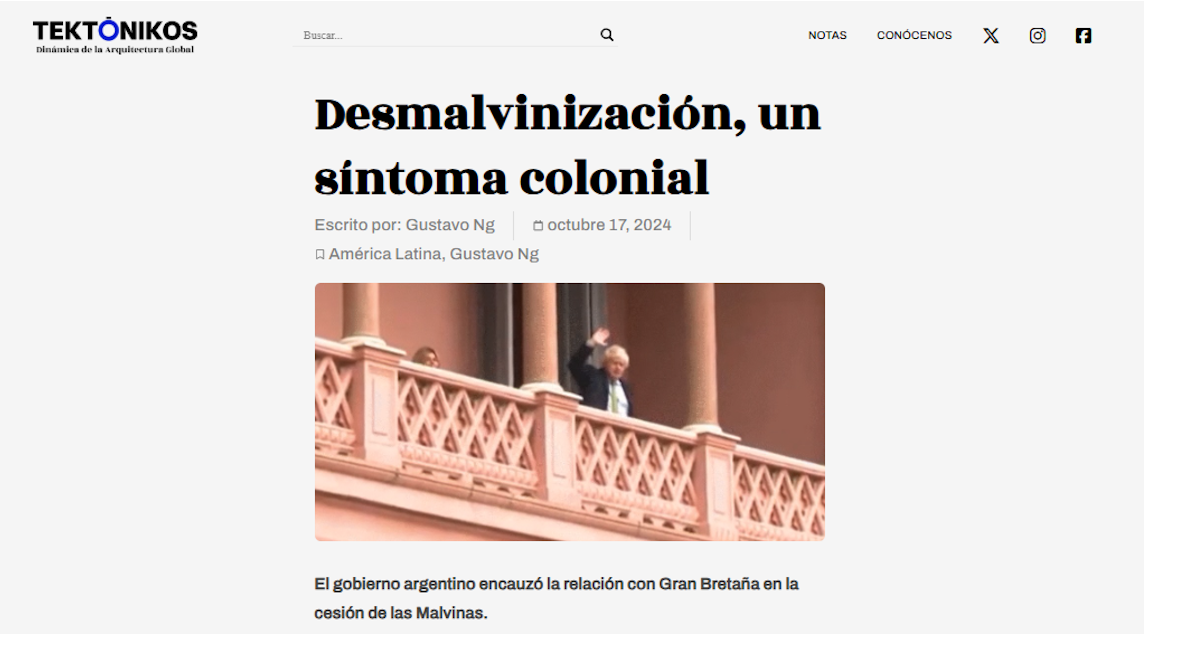 TEKTÓNIKOS
Dinámica de la Arquitectura Global
Buscar...
NOTAS
CONÓCENOS
Desmalvinización, un
síntoma colonial
Escrito por: Gustavo Ng
octubre 17, 2024
América Latina, Gustavo Ng
El gobierno argentino encauzó la relación con Gran Bretaña en la
cesión de las Malvinas.